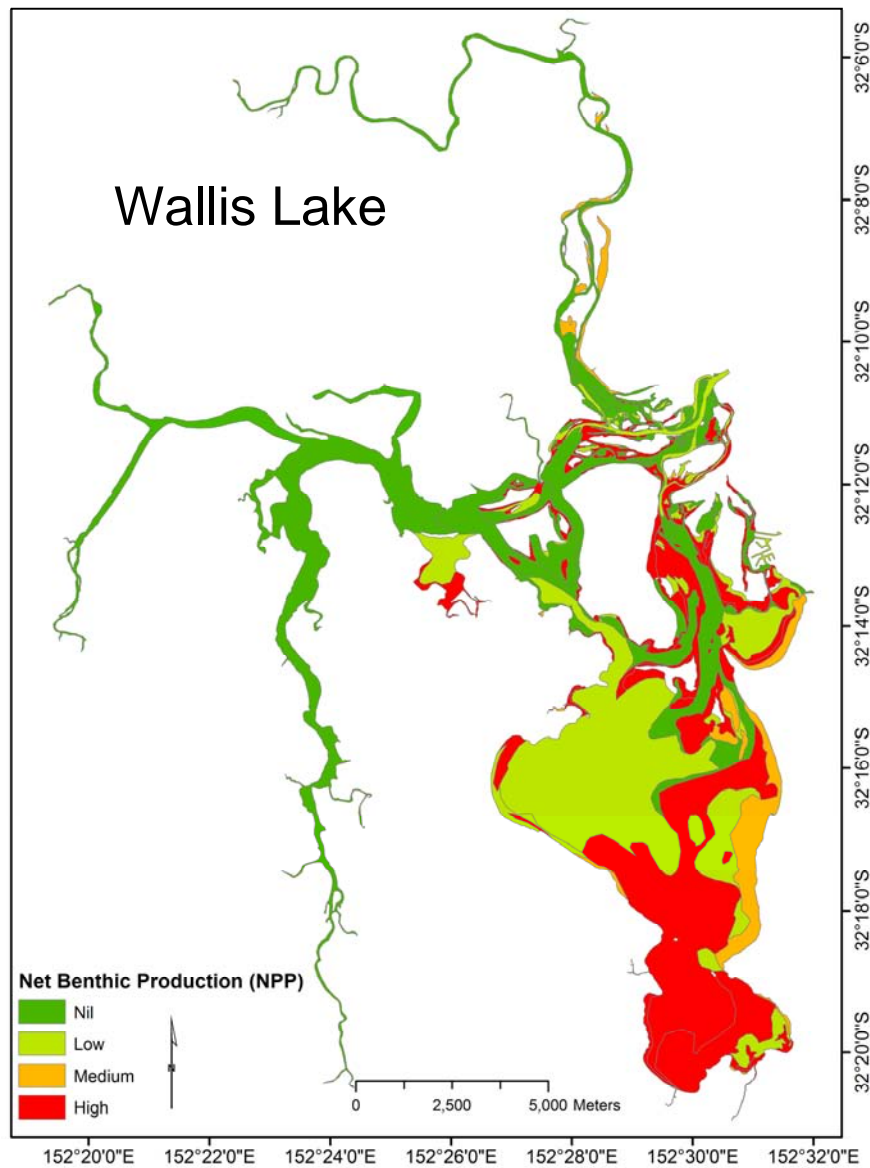 Wallis Lake
32°6'0"S
32°8'0"S
32°10'0"S
32°12'0"S
32°14'0"S
32°16'0"S
32°18'0"S
32°20'0"S
Net Benthic Production (NPP)
Nil
Low
Medium
High
0 2,500 5,000 Meters
152°20'0"E 152°22'0"E 152°24'0"E 152°26'0"E 152°28'0"E 152°30'0"E 152°32'0"E